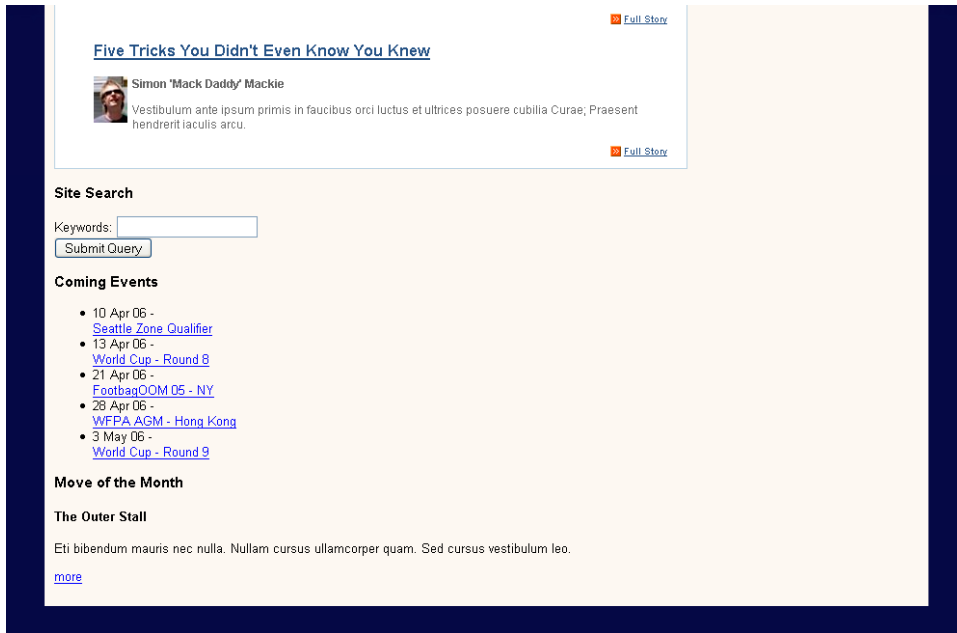 Full Story
Five Tricks You Didn't Even Know You Knew
Simon 'Mack Daddy' Mackie
Vestibulum ante ipsum primis in faucibus orci luctus et ultrices posuere cubilia Curae; Praesent
hendrerit iaculis arcu.
Full Story
Site Search
Keywords:
Submit Query
Coming Events
10 Apr 06 -
Seattle Zone Qualifier
13 Apr 06 -
World Cup - Round 8
21 Apr 06 -
FootbagOOM 05 - NY
28 Apr 06 -
WFPA AGM - Hong Kong
3 May 06 -
World Cup - Round 9
Move of the Month
The Outer Stall
Eti bibendum mauris nec nulla. Nullam cursus ullamcorper quam. Sed cursus vestibulum leo.
more